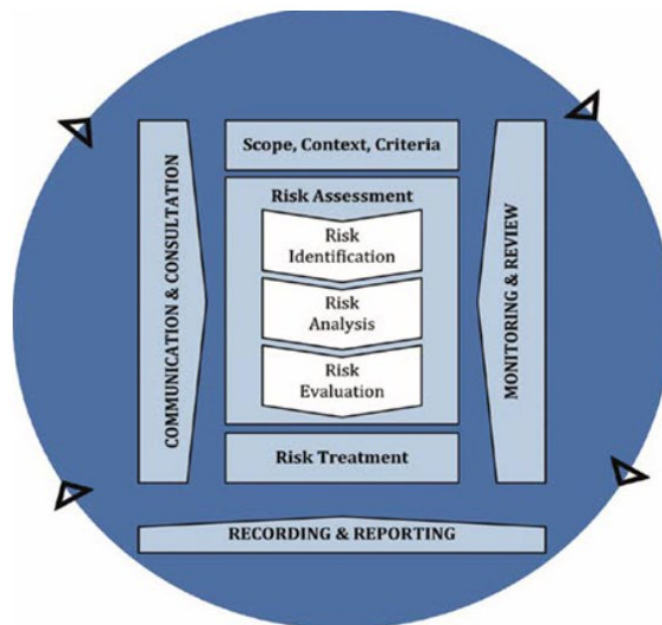 Scope, Context, Criteria
Risk Assessment
Risk
Identification
Risk
Analysis
Risk
Evaluation
Risk Treatment
COMMUNICATION & CONSULTATION
MONITORING & REVIEW
RECORDING & REPORTING